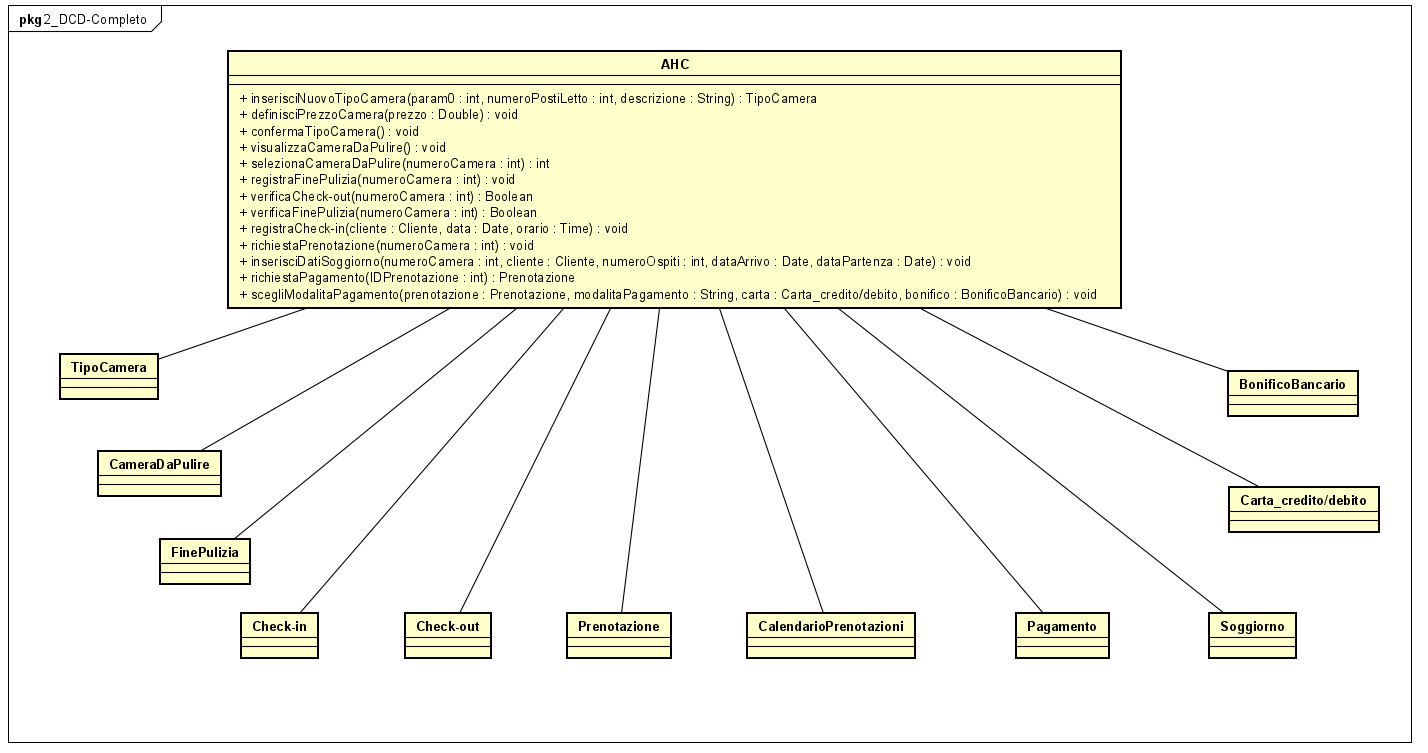 pkg 2_DCD-Completo
AHC
+ inserisciNuovoTipoCamera(param0 : int, numeroPostiLetto : int, descrizione : String) : TipoCamera
+ definisciPrezzoCamera(prezzo : Double) : void
+ confermaTipoCamera() : void
+ visualizzaCameraDaPulire() : void
+ selezionaCameraDaPulire(numeroCamera : int) : int
+ registraFinePulizia(numeroCamera : int) : void
+ verificaCheck-out(numeroCamera : int) : Boolean
+ verificaFinePulizia(numeroCamera : int) : Boolean
+ registraCheck-in(cliente : Cliente, data : Date, orario : Time) : void
+ richiestaPrenotazione(numeroCamera : int) : void
+ inserisciDatiSoggiorno(numeroCamera : int, cliente : Cliente, numeroOspiti : int, dataArrivo : Date, dataPartenza : Date) : void
+ richiestaPagamento(IDPrenotazione : int) : Prenotazione
+ scegliModalitaPagamento(prenotazione : Prenotazione, modalitaPagamento : String, carta : Carta_credito/debito, bonifico : BonificoBancario) : void
TipoCamera
BonificoBancario
CameraDaPulire
Carta_credito/debito
FinePulizia
Check-in
Check-out
Prenotazione
CalendarioPrenotazioni
Pagamento
Soggiorno